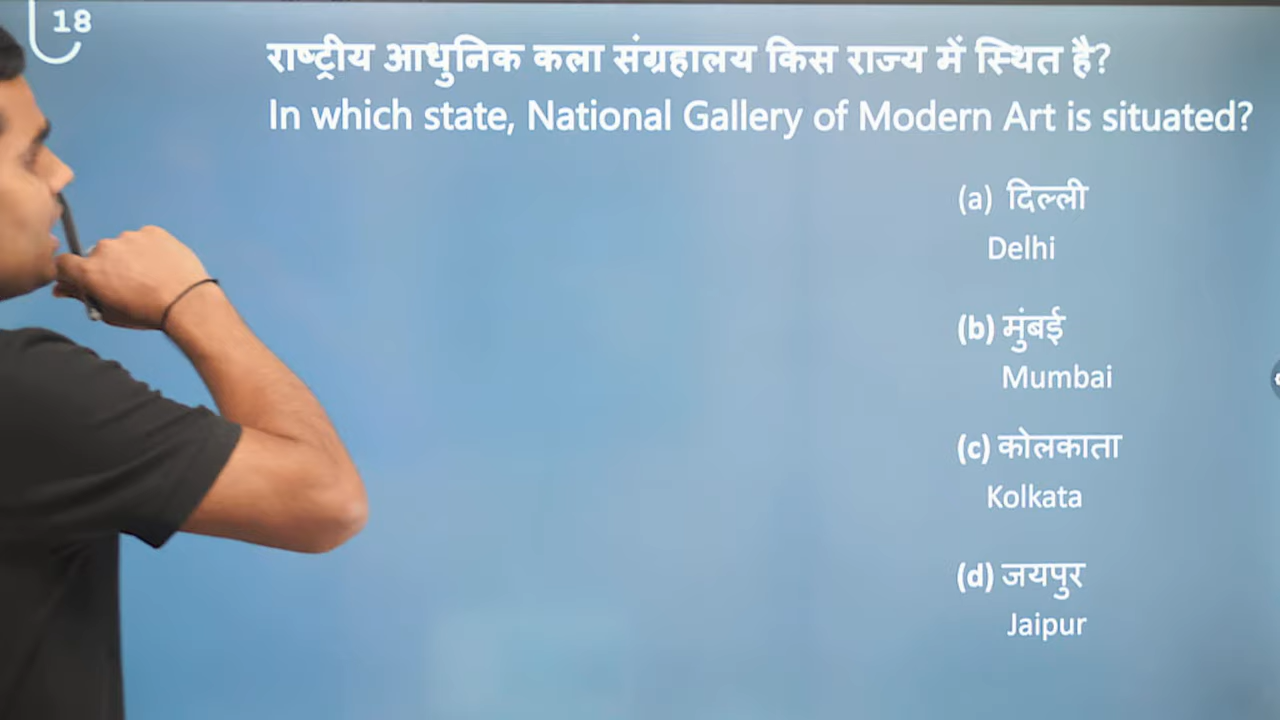 18
राष्ट्रीय आधुनिक कला संग्रहालय किस राज्य में स्थित है?
In which state, National Gallery of Modern Art is situated?
(a) दिल्ली
Delhi
(b) मुंबई
Mumbai
(c) कोलकाता
Kolkata
(d) जयपुर
Jaipur